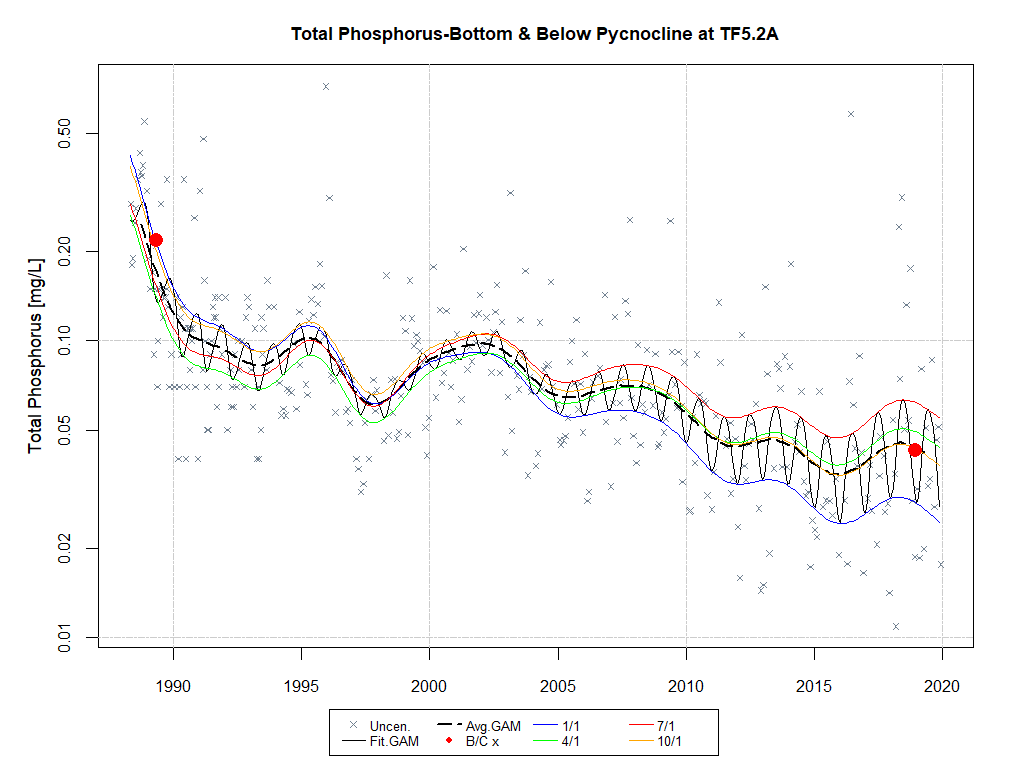 Total Phosphorus-Bottom & Below Pycnocline at TF5.2A
Total Phosphorus [mg/L]
0.50
0.20
0.10
0.05
0.02
0.01
1990 1995 2000 2005 2010 2015 2020
Uncen. Avg.GAM 1/1 7/1
Fit.GAM B/C x 4/1 10/1